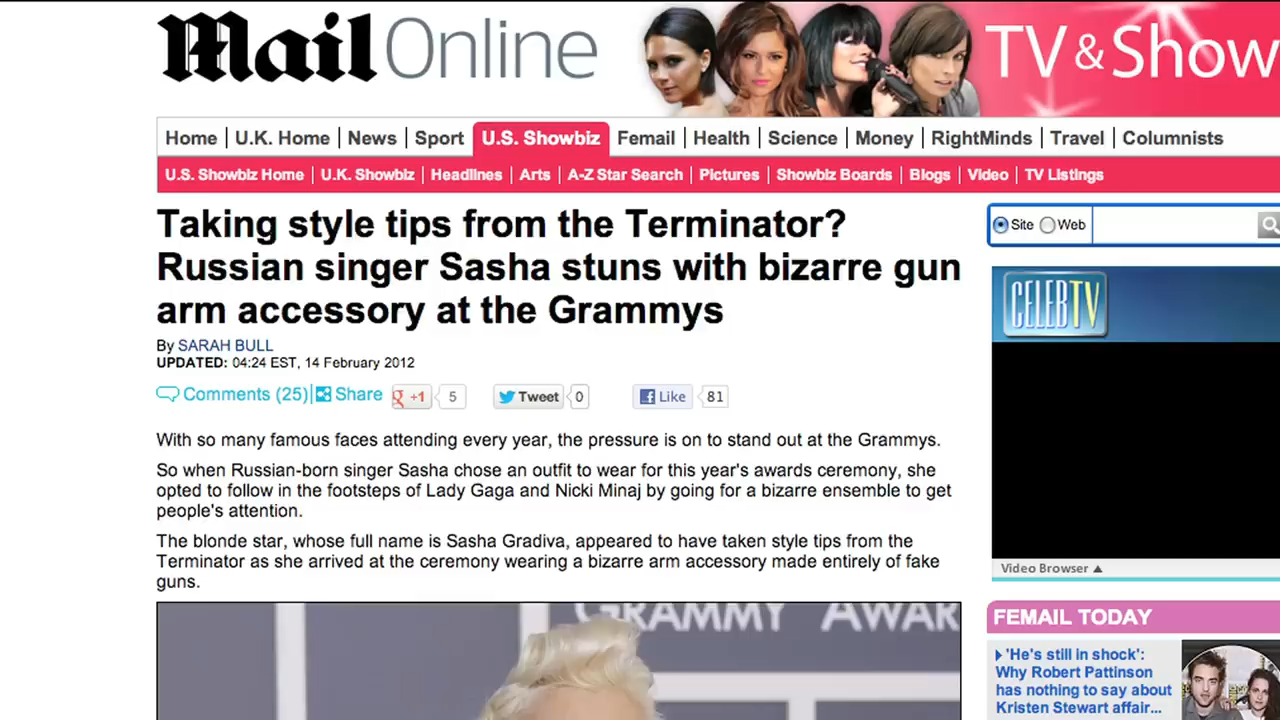 Mail Online
TV & Show
Home | U.K. Home | News | Sport | U.S. Showbiz | Femail | Health | Science | Money | RightMinds | Travel | Columnists
U.S. Showbiz Home | U.K. Showbiz | Headlines | Arts | A-Z Star Search | Pictures | Showbiz Boards | Blogs | Video | TV Listings
Taking style tips from the Terminator?
Russian singer Sasha stuns with bizarre gun
arm accessory at the Grammys
By SARAH BULL
UPDATED: 04:24 EST, 14 February 2012
Comments (25) | Share +1 5 Tweet 0 Like 81
With so many famous faces attending every year, the pressure is on to stand out at the Grammys.
So when Russian-born singer Sasha chose an outfit to wear for this year's awards ceremony, she
opted to follow in the footsteps of Lady Gaga and Nicki Minaj by going for a bizarre ensemble to get
people's attention.
The blonde star, whose full name is Sasha Gradiva, appeared to have taken style tips from the
Terminator as she arrived at the ceremony wearing a bizarre arm accessory made entirely of fake
guns.
GRAMMY AWAR
Site Web
CELEBTV
Video Browser
FEMAIL TODAY
'He's still in shock':
Why Robert Pattinson
has nothing to say about
Kristen Stewart affair...